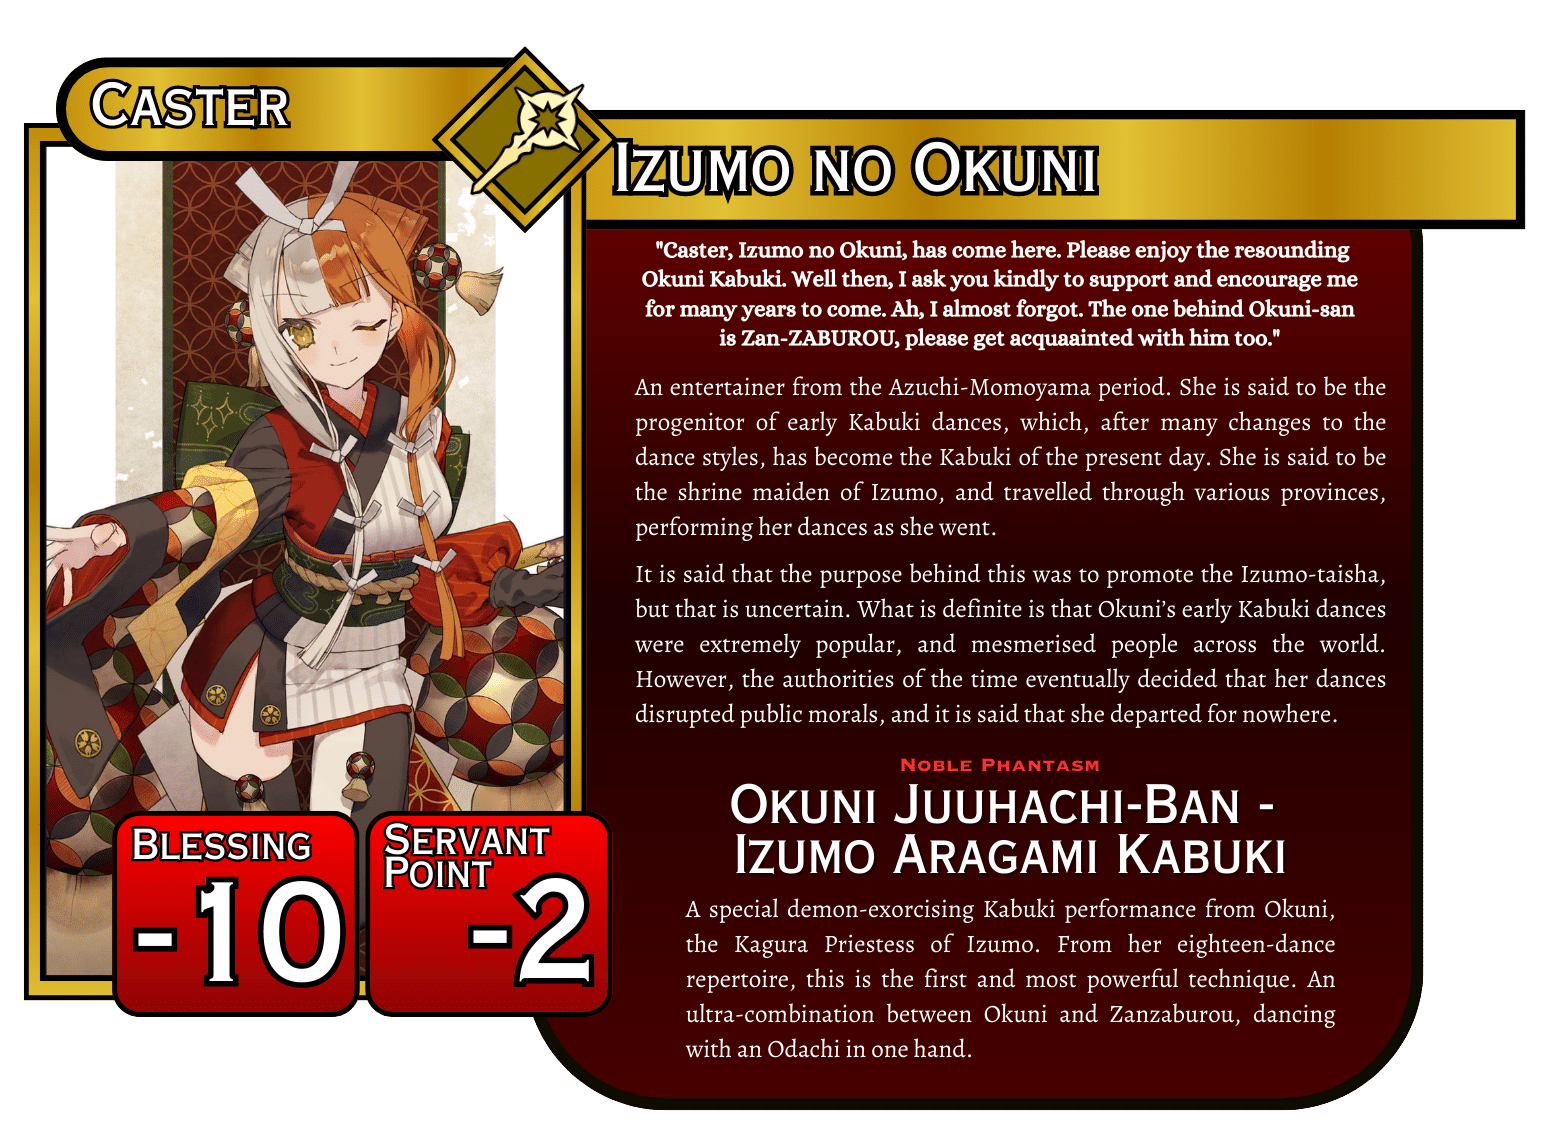 Caster
Izumo no Okuni
"Caster, Izumo no Okuni, has come here. Please enjoy the resounding
Okuni Kabuki. Well then, I ask you kindly to support and encourage me
for many years to come. Ah, I almost forgot. The one behind Okuni-san
is Zan-ZABUROU, please get acquaainted with him too."
An entertainer from the Azuchi-Momoyama period. She is said to be the
progenitor of early Kabuki dances, which, after many changes to the
dance styles, has become the Kabuki of the present day. She is said to be
the shrine maiden of Izumo, and travelled through various provinces,
performing her dances as she went.
It is said that the purpose behind this was to promote the Izumo-taisha,
but that is uncertain. What is definite is that Okuni’s early Kabuki dances
were extremely popular, and mesmerised people across the world.
However, the authorities of the time eventually decided that her dances
disrupted public morals, and it is said that she departed for nowhere.
Noble Phantasm
Okuni Juuhachi-Ban -
Izumo Aragami Kabuki
A special demon-exorcising Kabuki performance from Okuni,
the Kagura Priestess of Izumo. From her eighteen-dance
repertoire, this is the first and most powerful technique. An
ultra-combination between Okuni and Zanzaburou, dancing
with an Odachi in one hand.
Blessing
-10
Servant
Point
-2